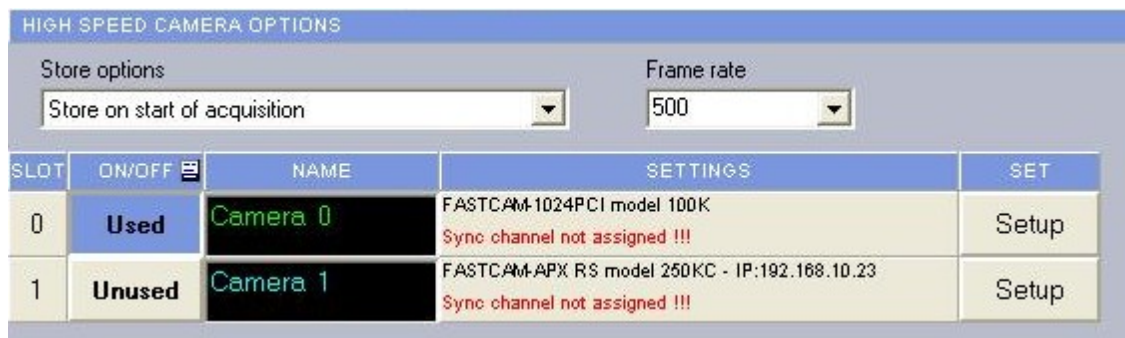 HIGH SPEED CAMERA OPTIONS
Store options
Frame rate
Store on start of acquisition
500
SLOT ON/OFF NAME SETTINGS SET
0 Used Camera 0 FASTCAM-1024PCI model 100K Setup
Sync channel not assigned !!!
1 Unused Camera 1 FASTCAM-APX RS model 250KC - IP:192.168.10.23 Setup
Sync channel not assigned !!!